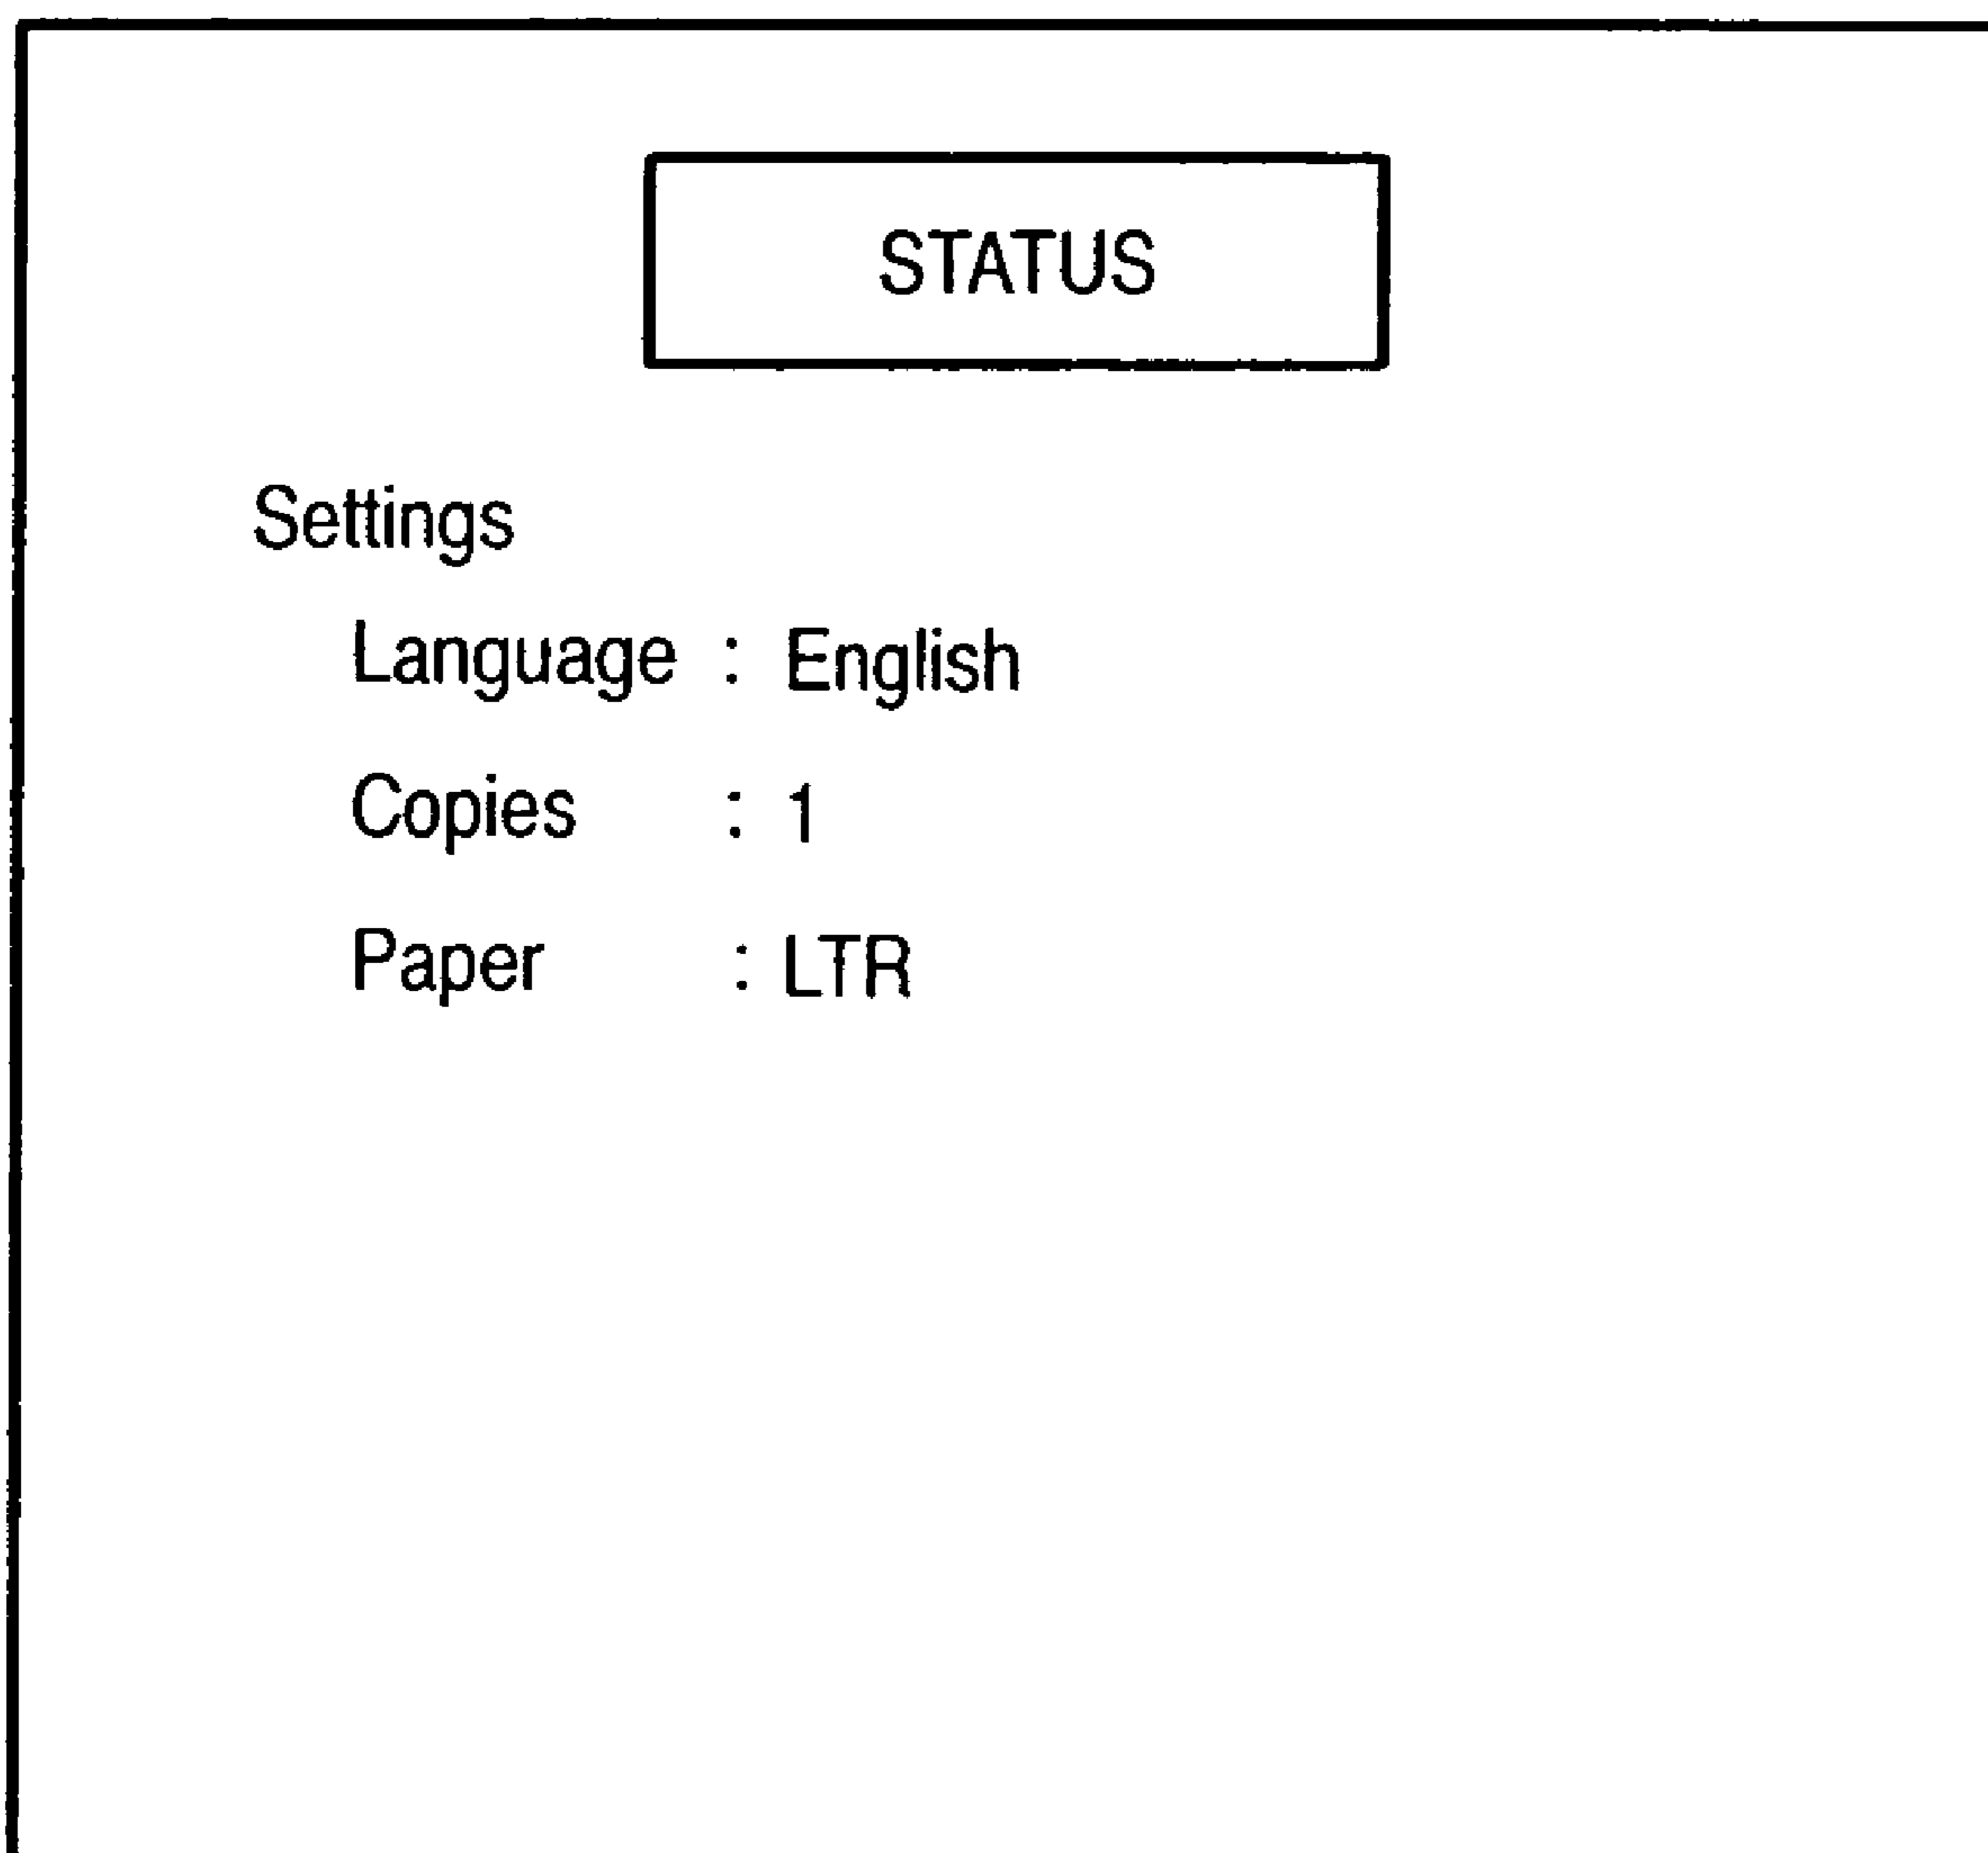 STATUS
Settings
Language : English
Copies : 1
Paper : LTR